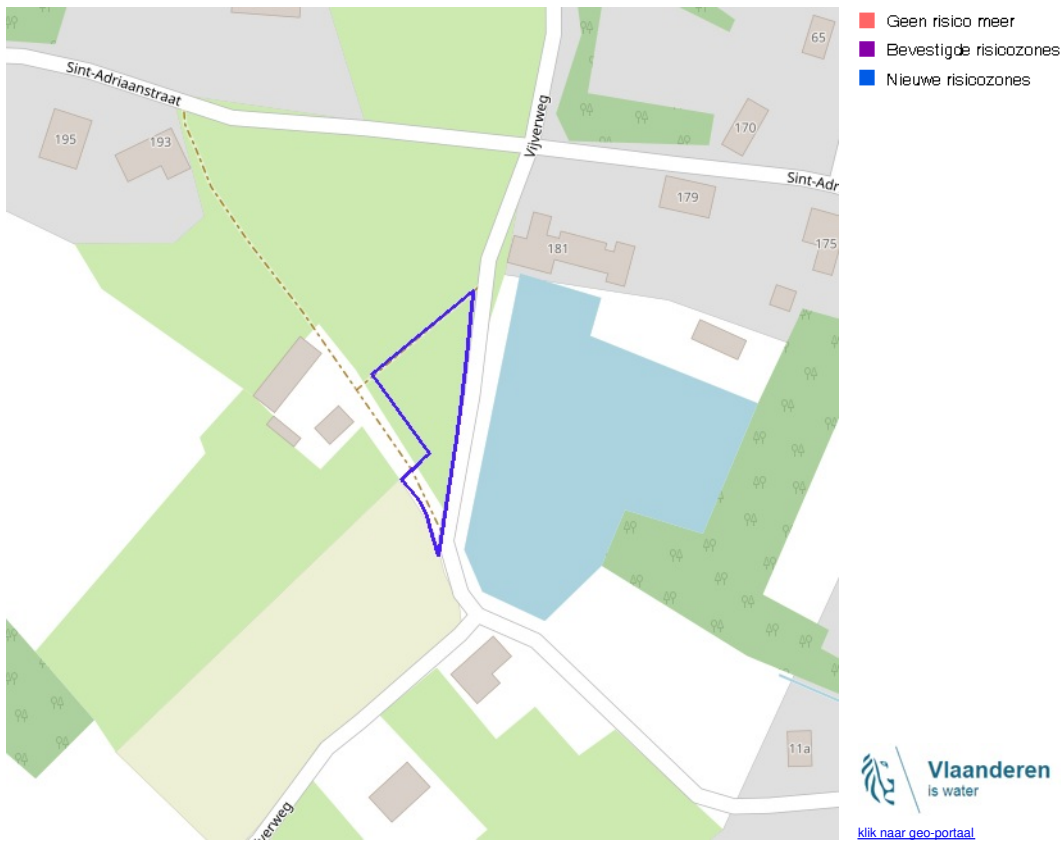 Geen risico meer
Bevestigde risicozones
Nieuwe risicozones
65
Sint-Adriaanstraat
Vijverweg
170
195
193
Sint-Adr
179
175
181
11a
jverweg
Vlaanderen
is water
klik naar geo-portaal